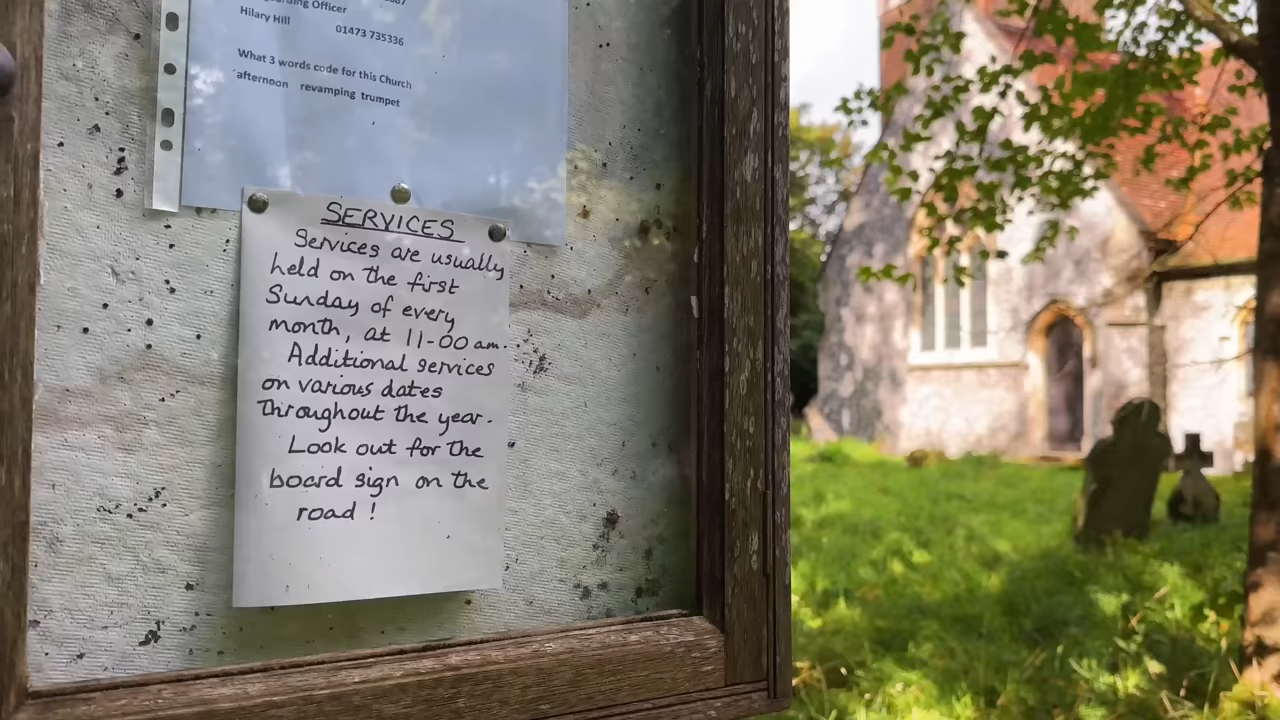 Officer
Hilary Hill
01473 735336
What 3 words code for this Church
afternoon revamping trumpet
SERVICES
Services are usually
held on the first
Sunday of every
month, at 11-00 am.
Additional services
on various dates
throughout the year.
Look out for the
board sign on the
road !